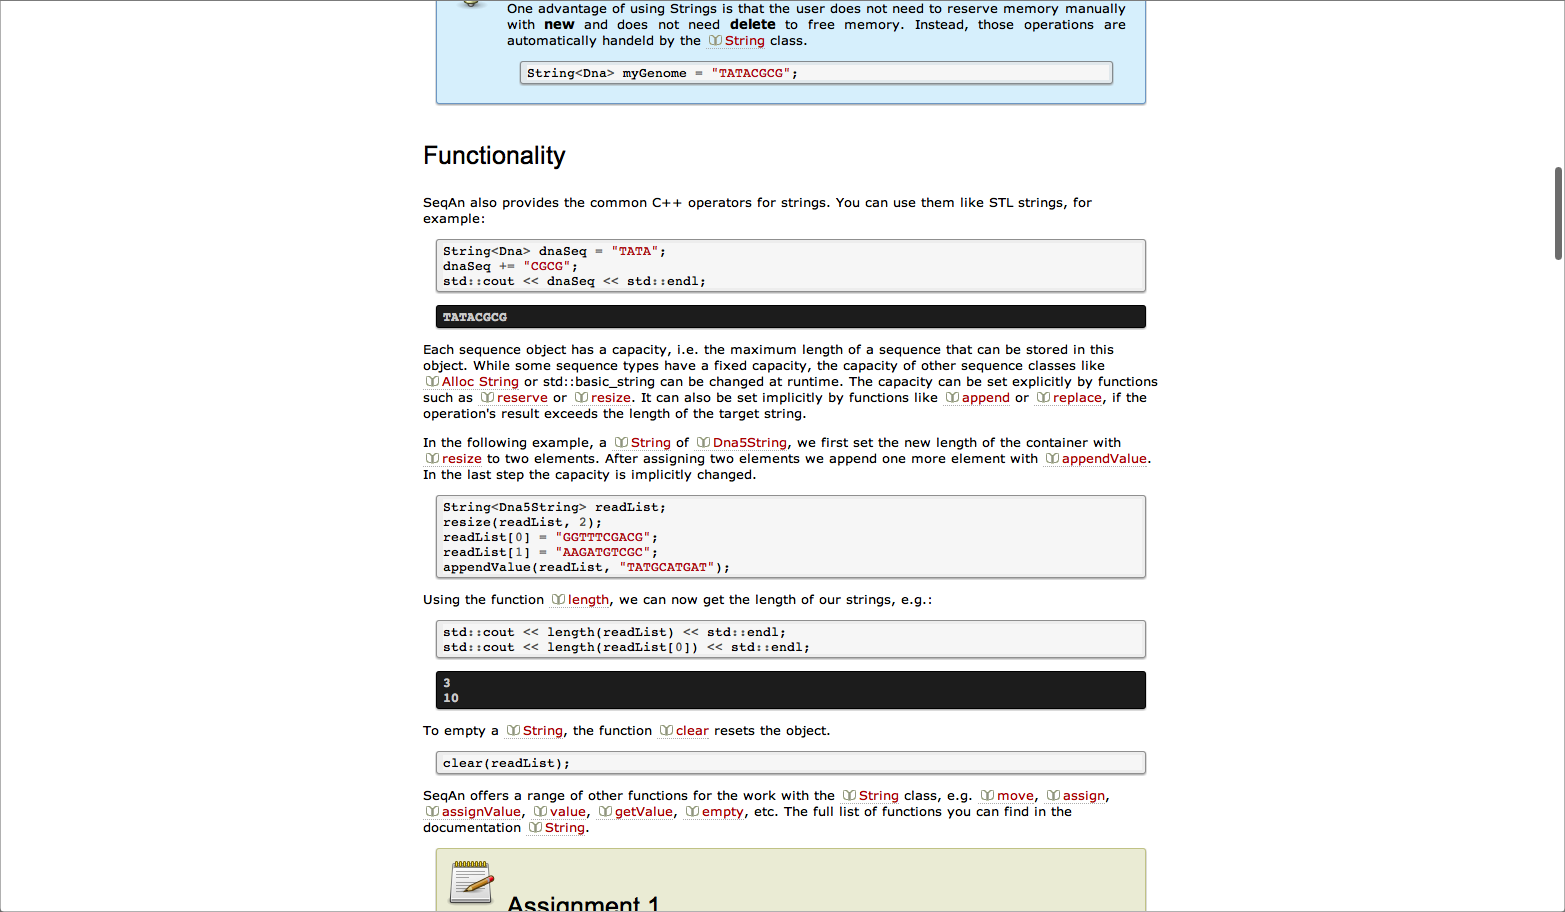 One advantage of using Strings is that the user does not need to reserve memory manually
with new and does not need delete to free memory. Instead, those operations are
automatically handeld by the String class.
String<Dna> myGenome = "TATACGCG";
Functionality
SeqAn also provides the common C++ operators for strings. You can use them like STL strings, for
example:
String<Dna> dnaSeq = "TATA";
dnaSeq += "CGCG";
std::cout << dnaSeq << std::endl;
TATACGCG
Each sequence object has a capacity, i.e. the maximum length of a sequence that can be stored in this
object. While some sequence types have a fixed capacity, the capacity of other sequence classes like
Alloc String or std::basic_string can be changed at runtime. The capacity can be set explicitly by functions
such as reserve or resize. It can also be set implicitly by functions like append or replace, if the
operation's result exceeds the length of the target string.
In the following example, a String of Dna5String, we first set the new length of the container with
resize to two elements. After assigning two elements we append one more element with appendValue.
In the last step the capacity is implicitly changed.
String<Dna5String> readList;
resize(readList, 2);
readList[0] = "GGTTTCGACG";
readList[1] = "AAGATGTCGC";
appendValue(readList, "TATGCATGAT");
Using the function length, we can now get the length of our strings, e.g.:
std::cout << length(readList) << std::endl;
std::cout << length(readList[0]) << std::endl;
3
10
To empty a String, the function clear resets the object.
clear(readList);
SeqAn offers a range of other functions for the work with the String class, e.g. move, assign,
assignValue, value, getValue, empty, etc. The full list of functions you can find in the
documentation String.
Assignment 1